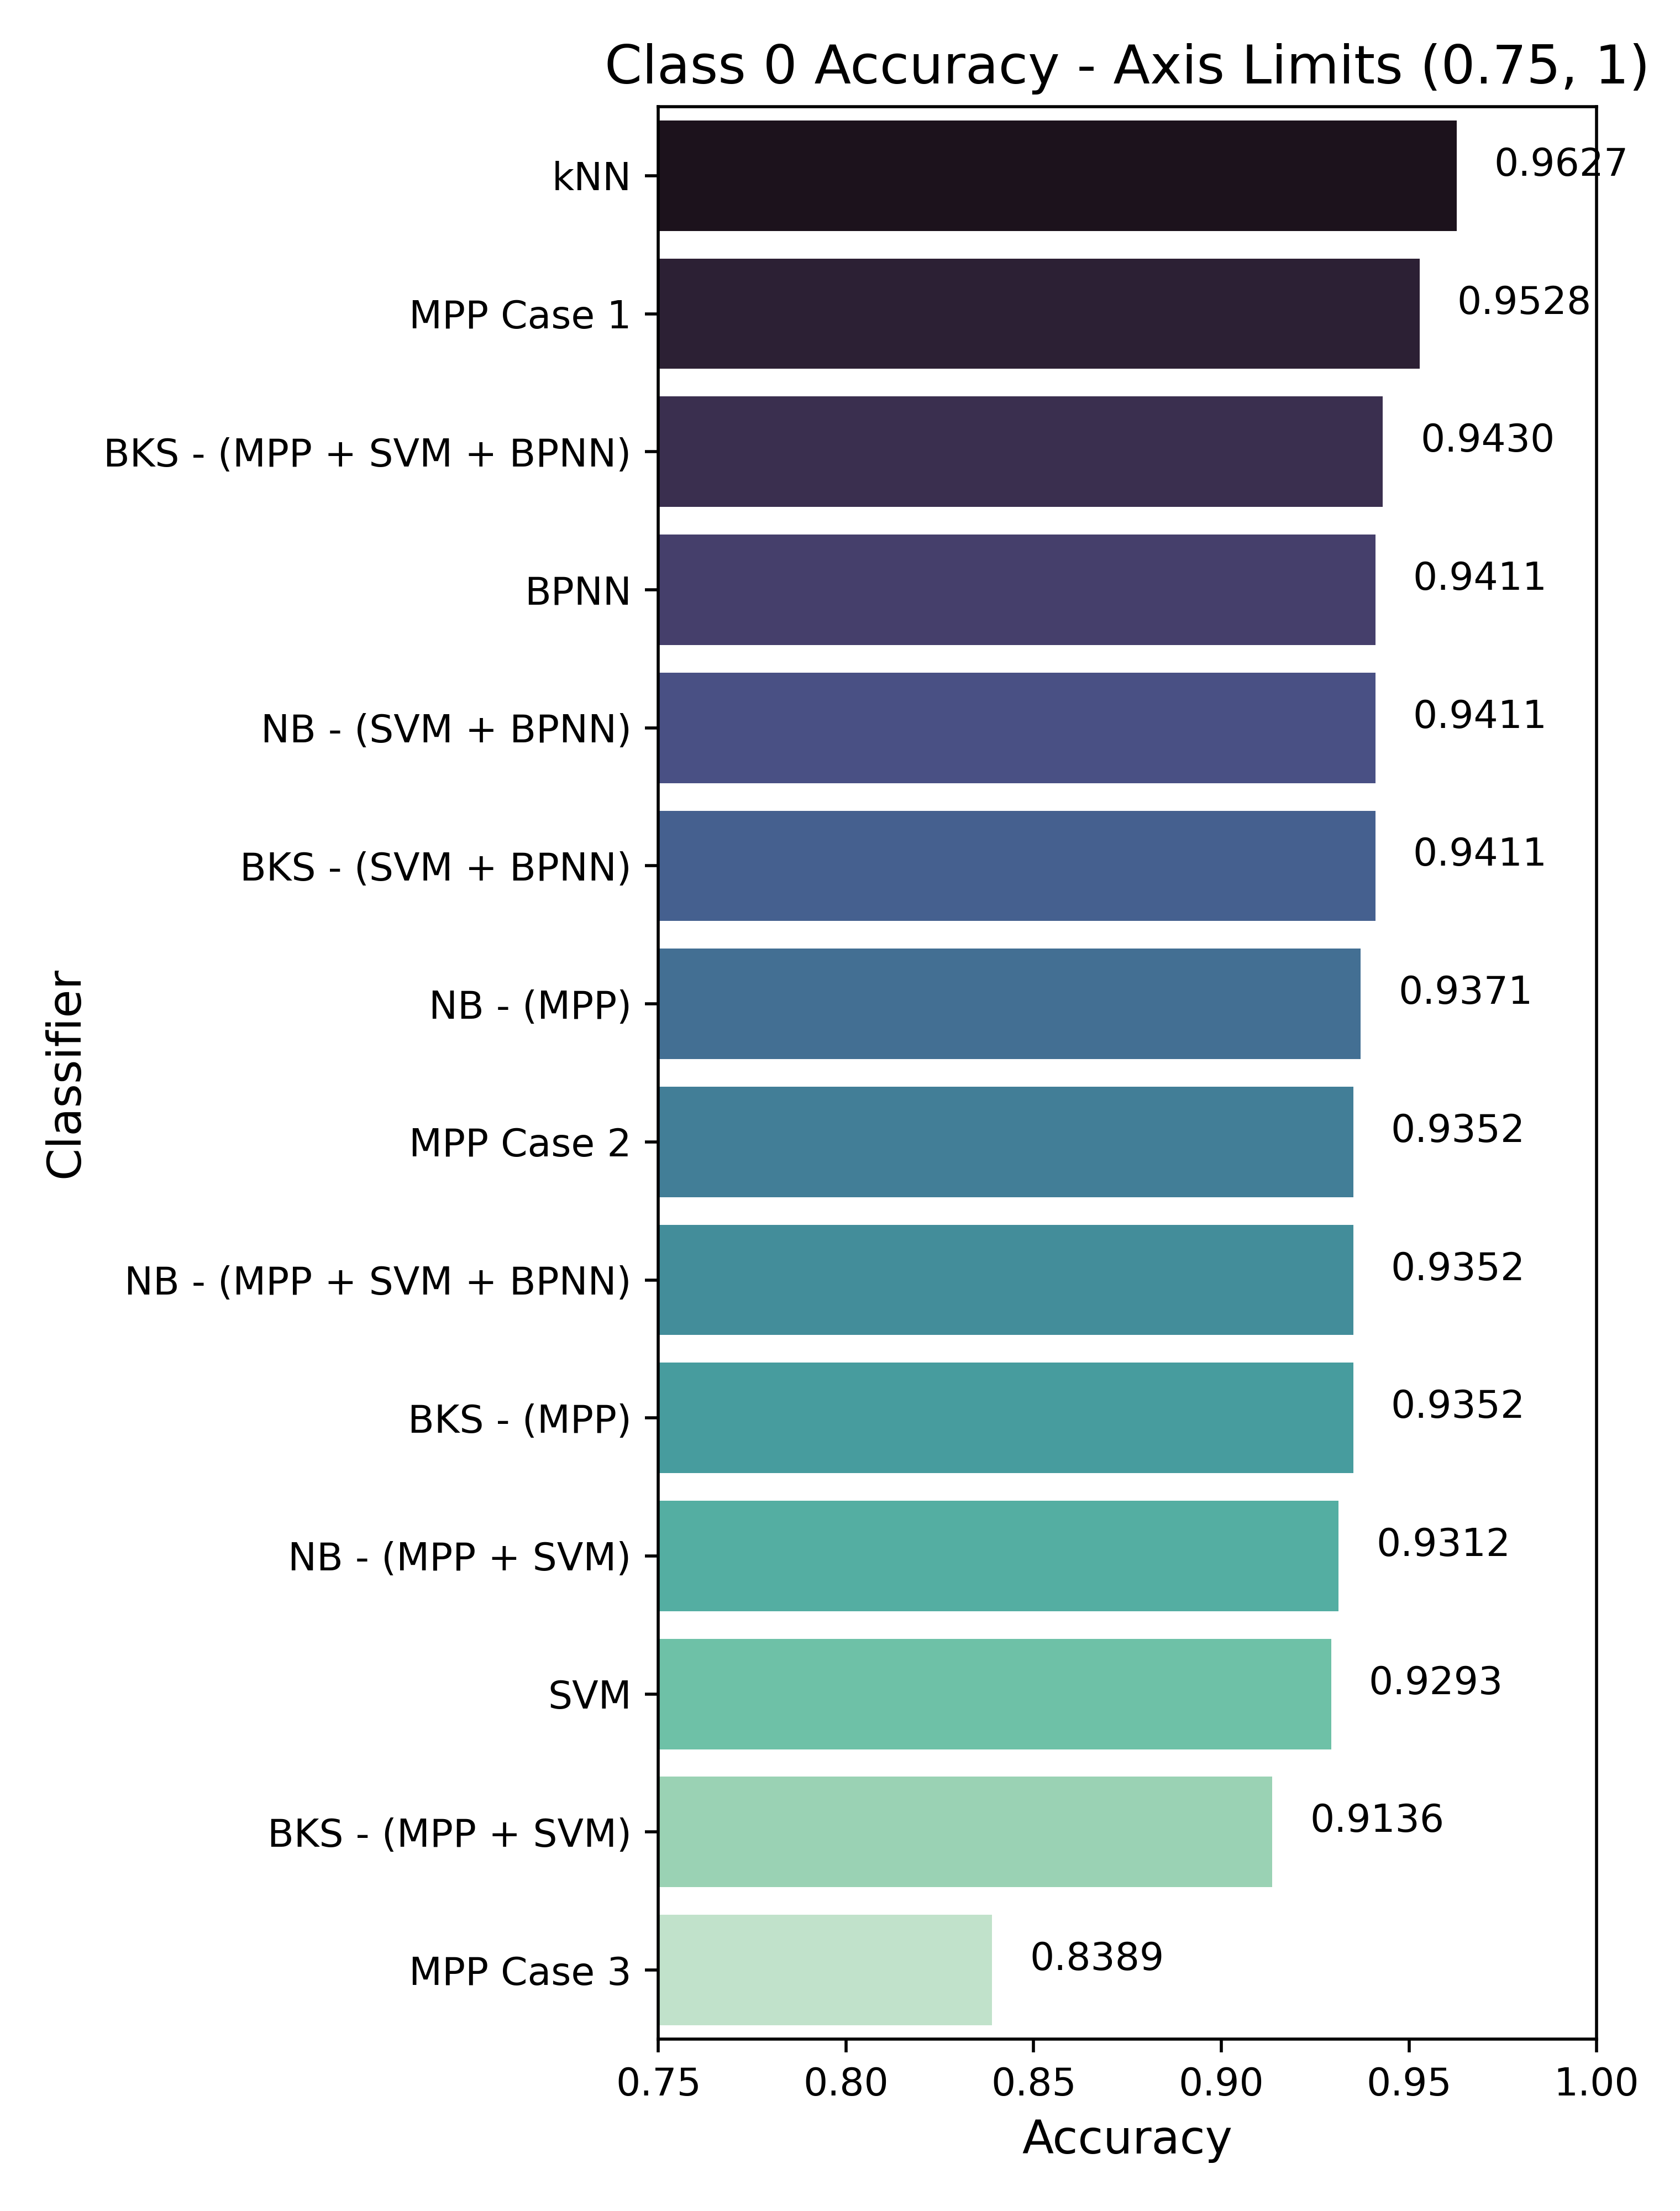 Class 0 Accuracy - Axis Limits (0.75, 1)
kNN 0.9627
MPP Case 1 0.9528
BKS - (MPP + SVM + BPNN) 0.9430
BPNN 0.9411
NB - (SVM + BPNN) 0.9411
BKS - (SVM + BPNN) 0.9411
NB - (MPP) 0.9371
MPP Case 2 0.9352
NB - (MPP + SVM + BPNN) 0.9352
BKS - (MPP) 0.9352
NB - (MPP + SVM) 0.9312
SVM 0.9293
BKS - (MPP + SVM) 0.9136
MPP Case 3 0.8389
Classifier
0.75 0.80 0.85 0.90 0.95 1.00
Accuracy